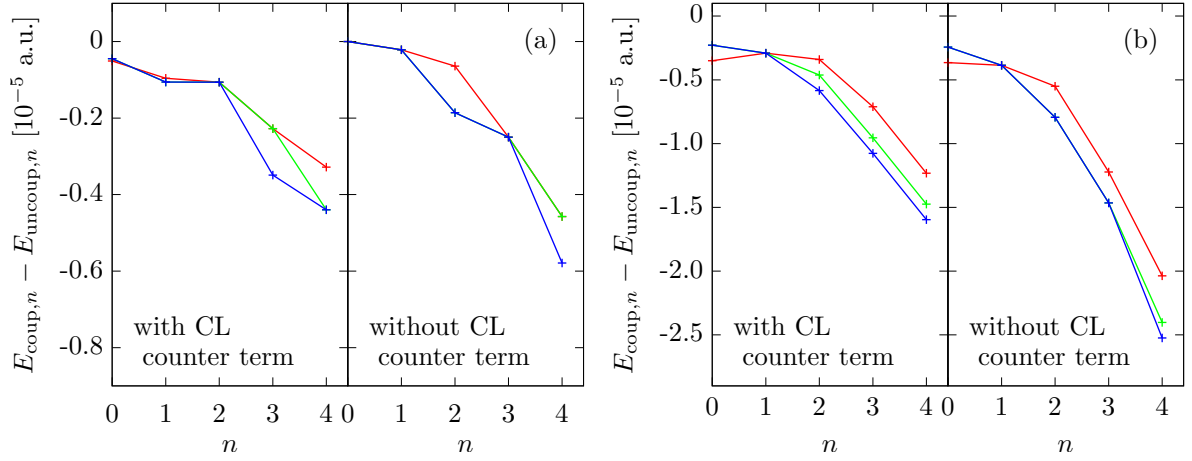 E_coup,n − E_uncoup,n [10^−5 a.u.]
0
-0.2
-0.4
-0.6
-0.8
(a)
with CL
counter term
without CL
counter term
0 1 2 3 4 0 1 2 3 4
n n
E_coup,n − E_uncoup,n [10^−5 a.u.]
-0
-0.5
-1.0
-1.5
-2.0
-2.5
(b)
with CL
counter term
without CL
counter term
0 1 2 3 4 0 1 2 3 4
n n